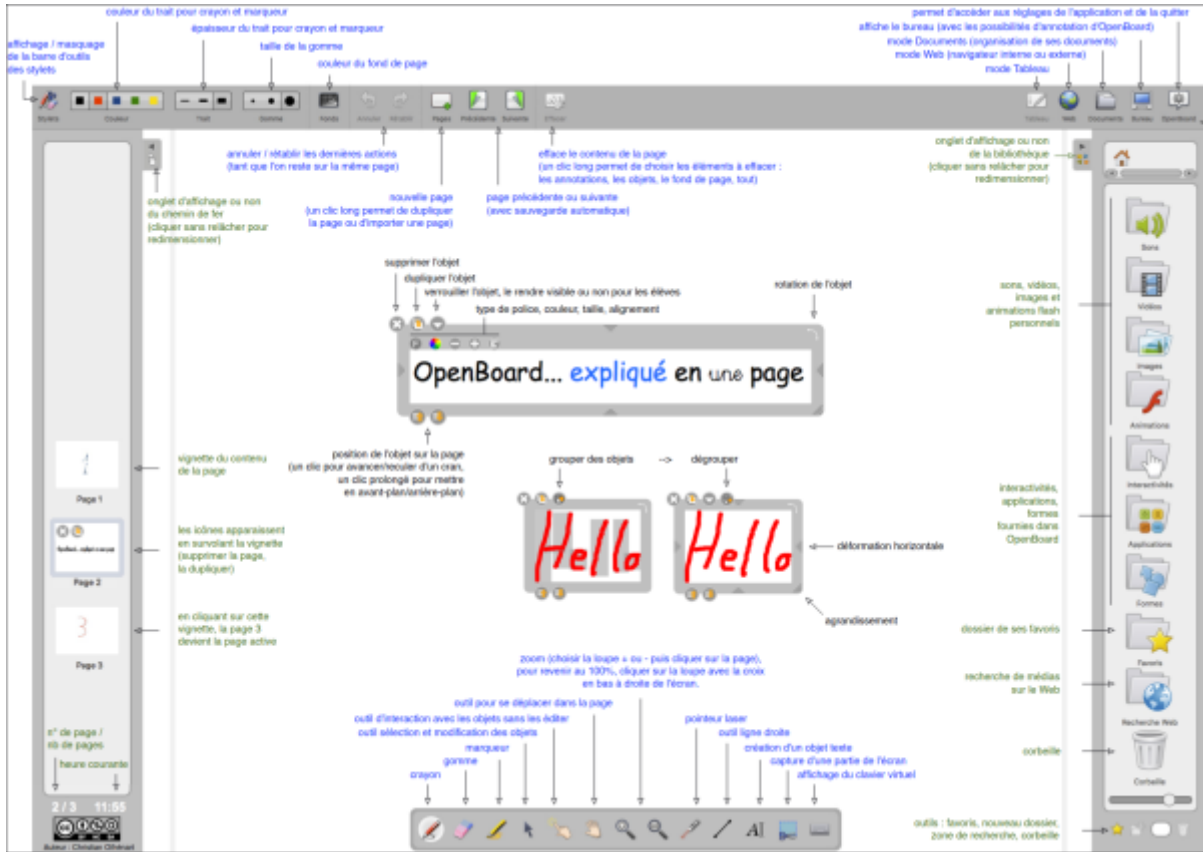 couleur du trait pour crayon et marqueur
épaisseur du trait pour crayon et marqueur
taille de la gomme
couleur du fond de page
affichage / masquage
de la barre d'outils
des stylets
permet d'accéder aux réglages de l'application et de la quitter
affiche le bureau (avec les possibilités d'annotation d'OpenBoard)
mode Documents (organisation de ses documents)
mode Web (navigateur interne ou externe)
mode Tableau
Stylets
Couleur
Trait
Gomme
Fonds
Annuler
Rétablir
Pages
Précédente
Suivante
Effacer
Tableau
Web
Documents
Bureau
OpenBoard
annuler / rétablir les dernières actions
(tant que l'on reste sur la même page)
efface le contenu de la page
(un clic long permet de choisir les éléments à effacer :
les annotations, les objets, le fond de page, tout)
nouvelle page
(un clic long permet de dupliquer
la page ou d'importer une page)
page précédente ou suivante
(avec sauvegarde automatique)
onglet d'affichage ou non
du chemin de fer
(cliquer sans relâcher pour
redimensionner)
onglet d'affichage ou non
de la bibliothèque
(cliquer sans relâcher pour
redimensionner)
supprimer l'objet
dupliquer l'objet
verrouiller l'objet, le rendre visible ou non pour les élèves
type de police, couleur, taille, alignement
rotation de l'objet
OpenBoard... expliqué en une page
position de l'objet sur la page
(un clic pour avancer/reculer d'un cran,
un clic prolongé pour mettre
en avant-plan/arrière-plan)
grouper des objets -> dégrouper
Hello
Hello
déformation horizontale
agrandissement
1
Page 1
vignette du contenu
de la page
Page 2
les icônes apparaissent
en survolant la vignette
(supprimer la page,
la dupliquer)
3
Page 3
en cliquant sur cette
vignette, la page 3
devient la page active
n° de page /
nb de pages
heure courante
2 / 3 11:55
Auteur : Christian Oltherart
zoom (choisir la loupe + ou - puis cliquer sur la page),
pour revenir au 100%, cliquer sur la loupe avec la croix
en bas à droite de l'écran.
outil pour se déplacer dans la page
outil d'interaction avec les objets sans les éditer
outil sélection et modification des objets
marqueur
gomme
crayon
pointeur laser
outil ligne droite
création d'un objet texte
capture d'une partie de l'écran
affichage du clavier virtuel
Sons
Vidéos
Images
Animations
sons, vidéos,
images et
animations flash
personnels
Interactivités
Applications
Formes
interactivités,
applications,
formes
fournies dans
OpenBoard
dossier de ses favoris
Favoris
recherche de médias
sur le Web
Recherche Web
corbeille
Corbeille
outils : favoris, nouveau dossier,
zone de recherche, corbeille